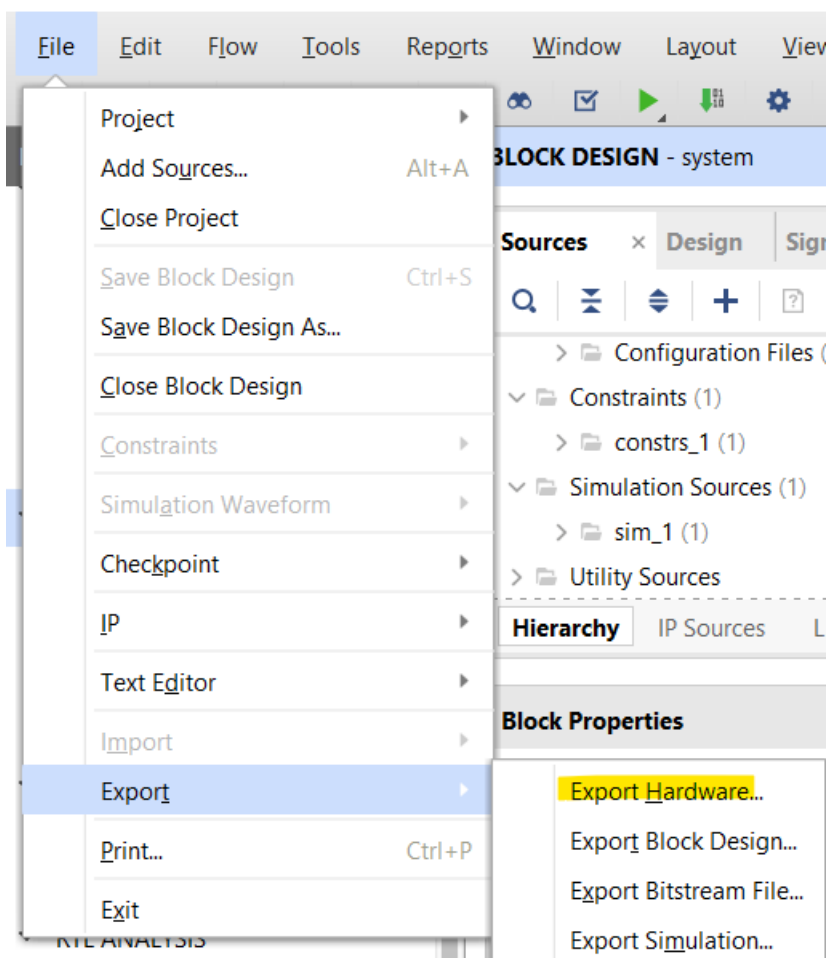 File Edit Flow Tools Reports Window Layout View
Project
Add Sources... Alt+A
Close Project
Save Block Design Ctrl+S
Save Block Design As...
Close Block Design
Constraints
Simulation Waveform
Checkpoint
IP
Text Editor
Import
Export
Print... Ctrl+P
Exit
RTL ANALYSIS
BLOCK DESIGN - system
Sources × Design Sign
?
Configuration Files (
Constraints (1)
constrs_1 (1)
Simulation Sources (1)
sim_1 (1)
Utility Sources
Hierarchy IP Sources L
Block Properties
Export Hardware...
Export Block Design...
Export Bitstream File...
Export Simulation...